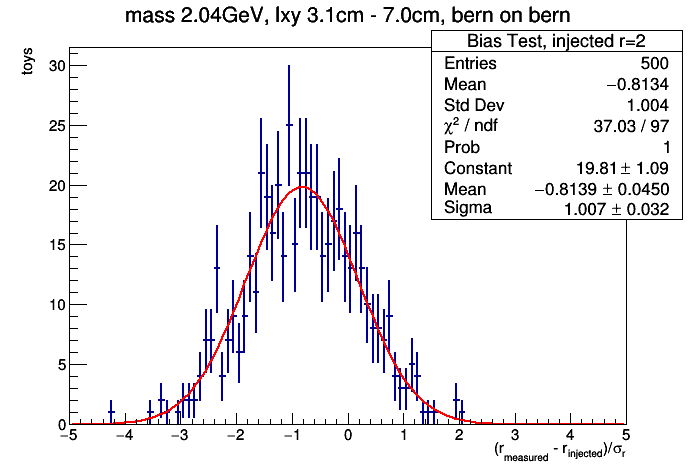 mass 2.04GeV, lxy 3.1cm - 7.0cm, bern on bern
toys
Bias Test, injected r=2
Entries 500
Mean −0.8134
Std Dev 1.004
χ² / ndf 37.03 / 97
Prob 1
Constant 19.81 ± 1.09
Mean −0.8139 ± 0.0450
Sigma 1.007 ± 0.032
30
25
20
15
10
5
0
−5 −4 −3 −2 −1 0 1 2 3 4 5
(r_measured - r_injected)/σ_r